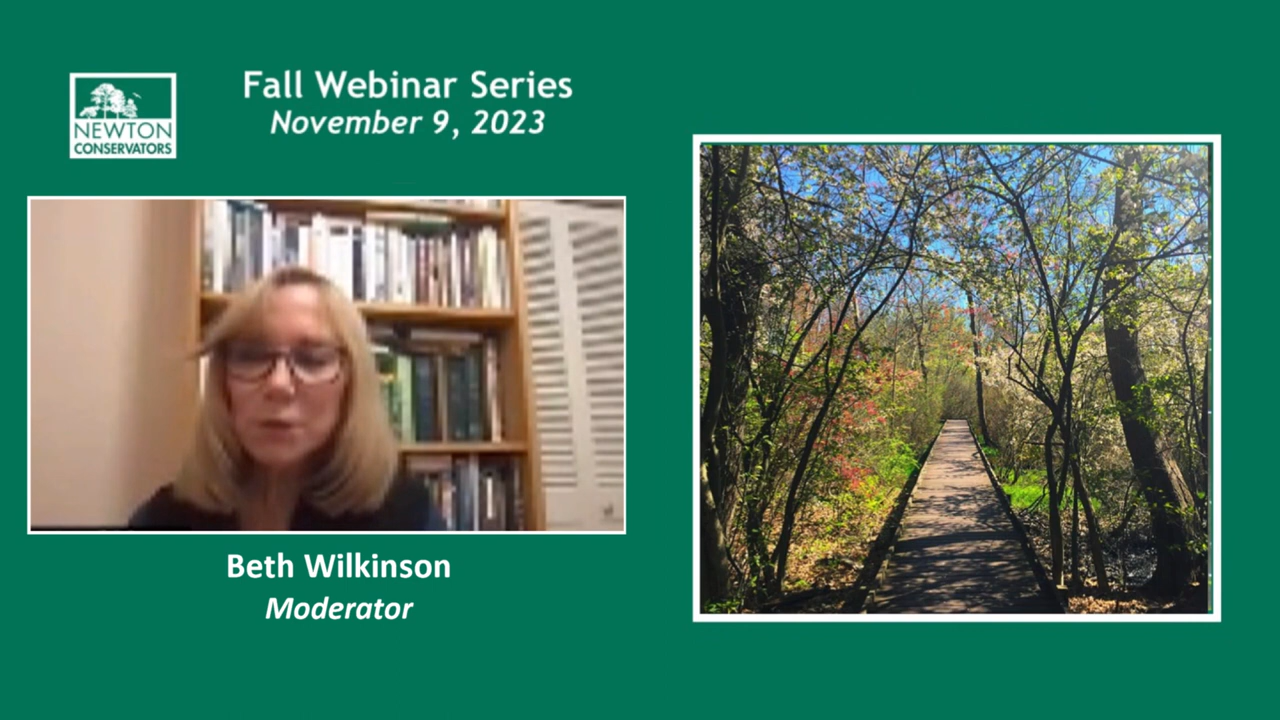 Fall Webinar Series
November 9, 2023
NEWTON
CONSERVATORS
Beth Wilkinson
Moderator